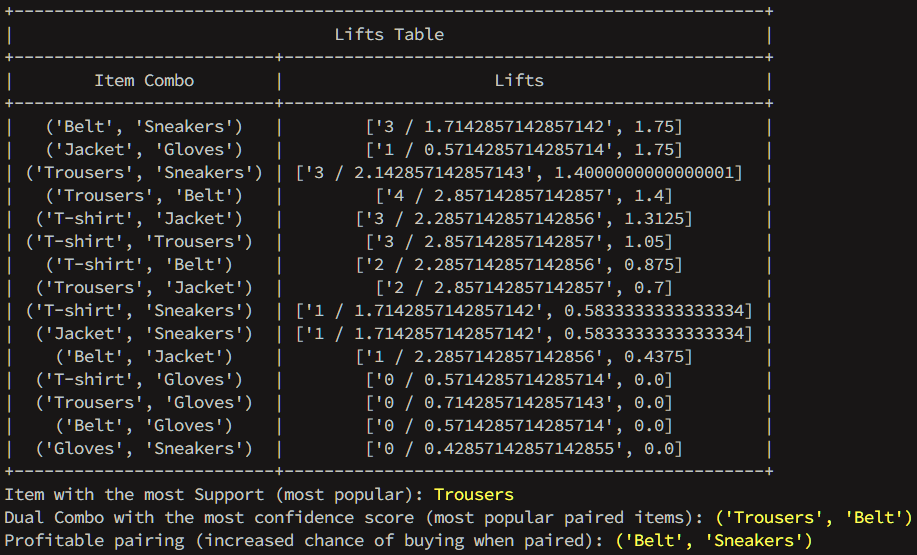 Lifts Table
Item Combo | Lifts
('Belt', 'Sneakers') | ['3 / 1.7142857142857142', 1.75]
('Jacket', 'Gloves') | ['1 / 0.5714285714285714', 1.75]
('Trousers', 'Sneakers') | ['3 / 2.142857142857143', 1.4000000000000001]
('Trousers', 'Belt') | ['4 / 2.857142857142857', 1.4]
('T-shirt', 'Jacket') | ['3 / 2.2857142857142856', 1.3125]
('T-shirt', 'Trousers') | ['3 / 2.857142857142857', 1.05]
('T-shirt', 'Belt') | ['2 / 2.2857142857142856', 0.875]
('Trousers', 'Jacket') | ['2 / 2.857142857142857', 0.7]
('T-shirt', 'Sneakers') | ['1 / 1.7142857142857142', 0.5833333333333334]
('Jacket', 'Sneakers') | ['1 / 1.7142857142857142', 0.5833333333333334]
('Belt', 'Jacket') | ['1 / 2.2857142857142856', 0.4375]
('T-shirt', 'Gloves') | ['0 / 0.5714285714285714', 0.0]
('Trousers', 'Gloves') | ['0 / 0.7142857142857143', 0.0]
('Belt', 'Gloves') | ['0 / 0.5714285714285714', 0.0]
('Gloves', 'Sneakers') | ['0 / 0.42857142857142855', 0.0]
Item with the most Support (most popular): Trousers
Dual Combo with the most confidence score (most popular paired items): ('Trousers', 'Belt')
Profitable pairing (increased chance of buying when paired): ('Belt', 'Sneakers')